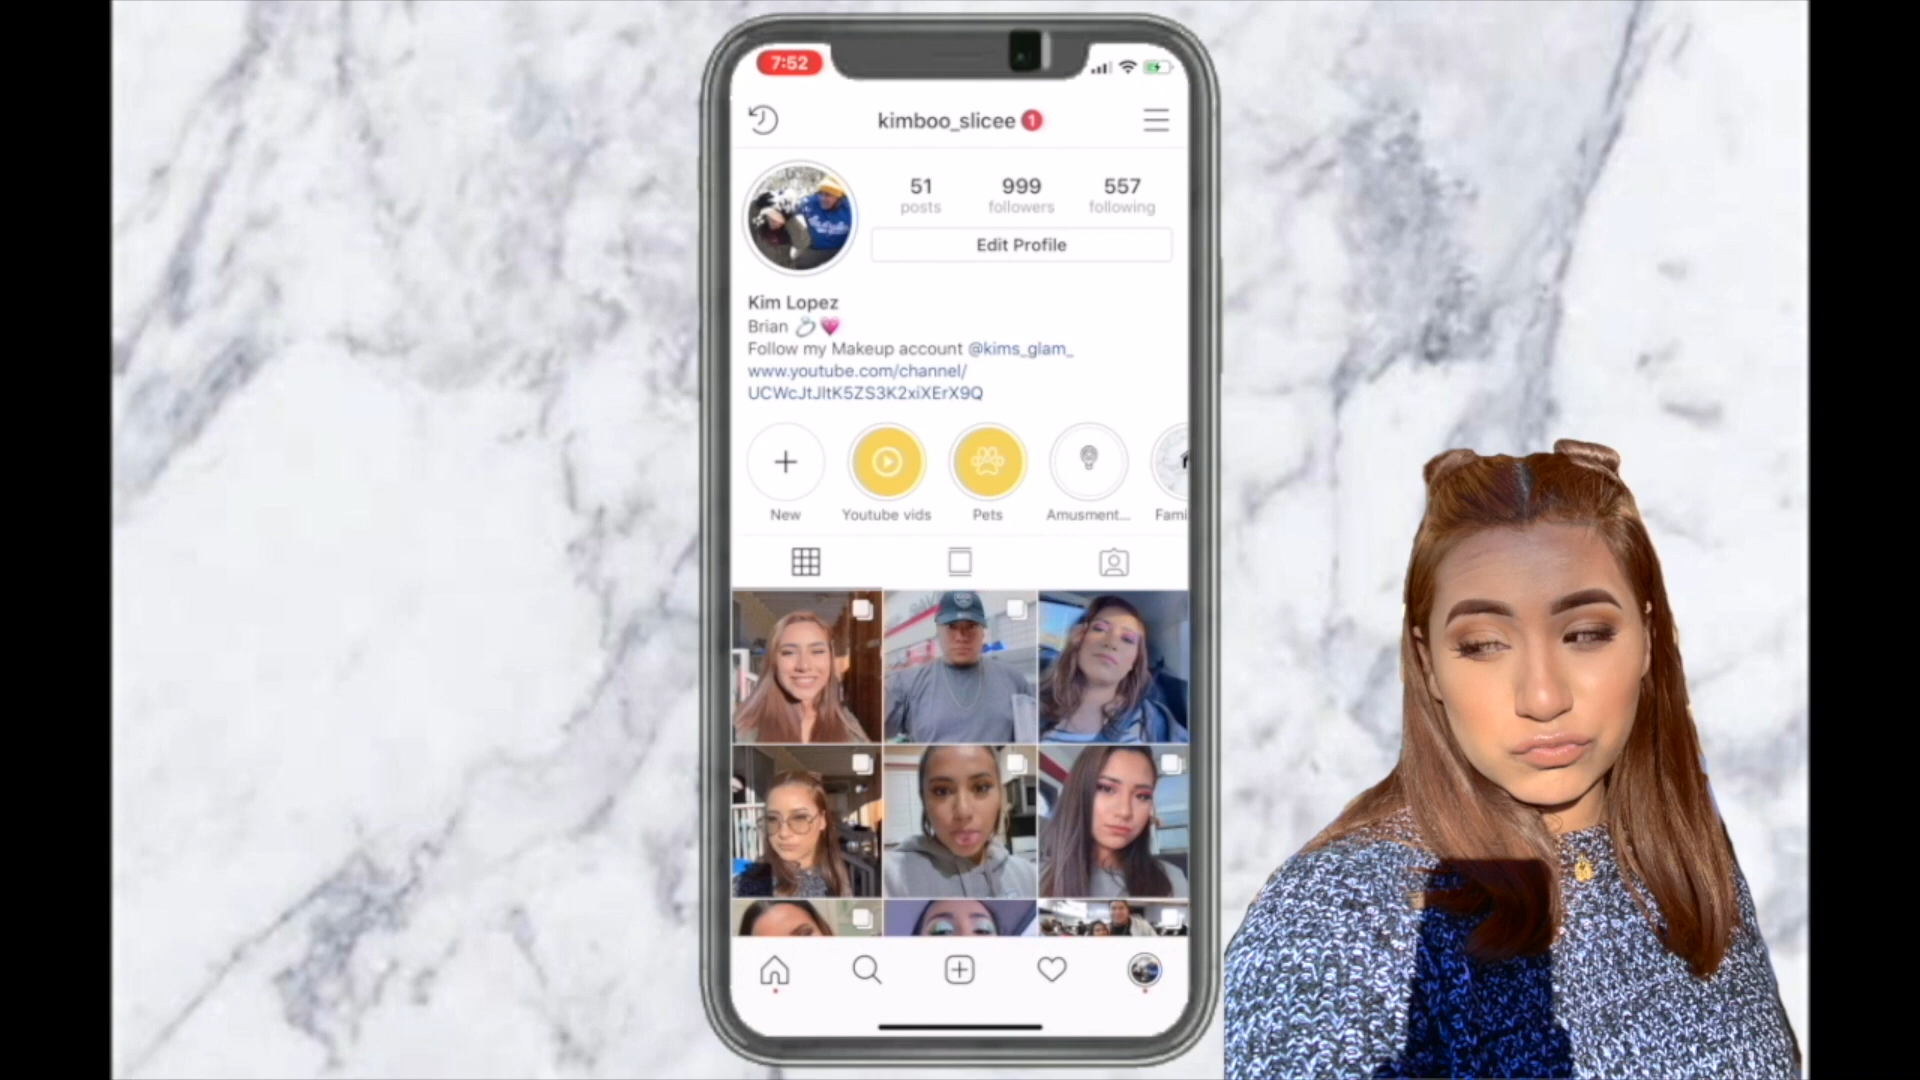 7:52
kimboo_slicee 1
51 999 557
posts followers following
Edit Profile
Kim Lopez
Brian 💍💗
Follow my Makeup account @kims_glam_
www.youtube.com/channel/
UCWcJtJltK5ZS3K2xiXErX9Q
New Youtube vids Pets Amusment... Fami